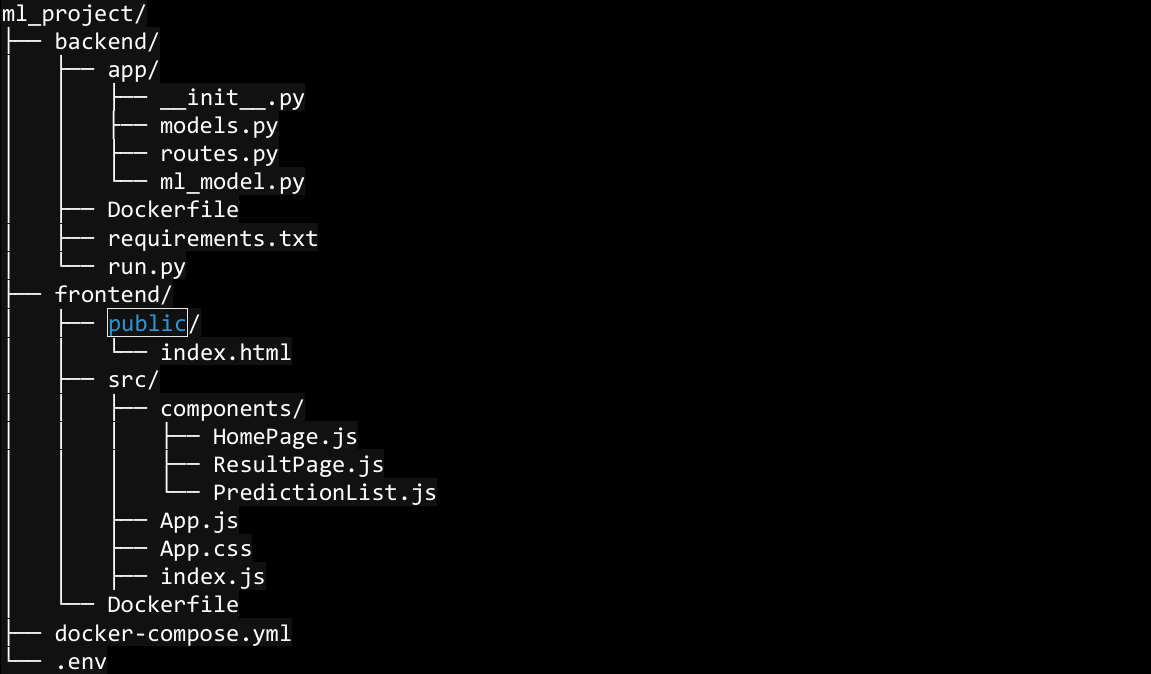 ml_project/
├── backend/
│   ├── app/
│   │   ├── __init__.py
│   │   ├── models.py
│   │   ├── routes.py
│   │   └── ml_model.py
│   ├── Dockerfile
│   ├── requirements.txt
│   └── run.py
├── frontend/
│   ├── public/
│   │   └── index.html
│   ├── src/
│   │   ├── components/
│   │   │   ├── HomePage.js
│   │   │   ├── ResultPage.js
│   │   │   └── PredictionList.js
│   │   ├── App.js
│   │   ├── App.css
│   │   ├── index.js
│   └── Dockerfile
├── docker-compose.yml
└── .env